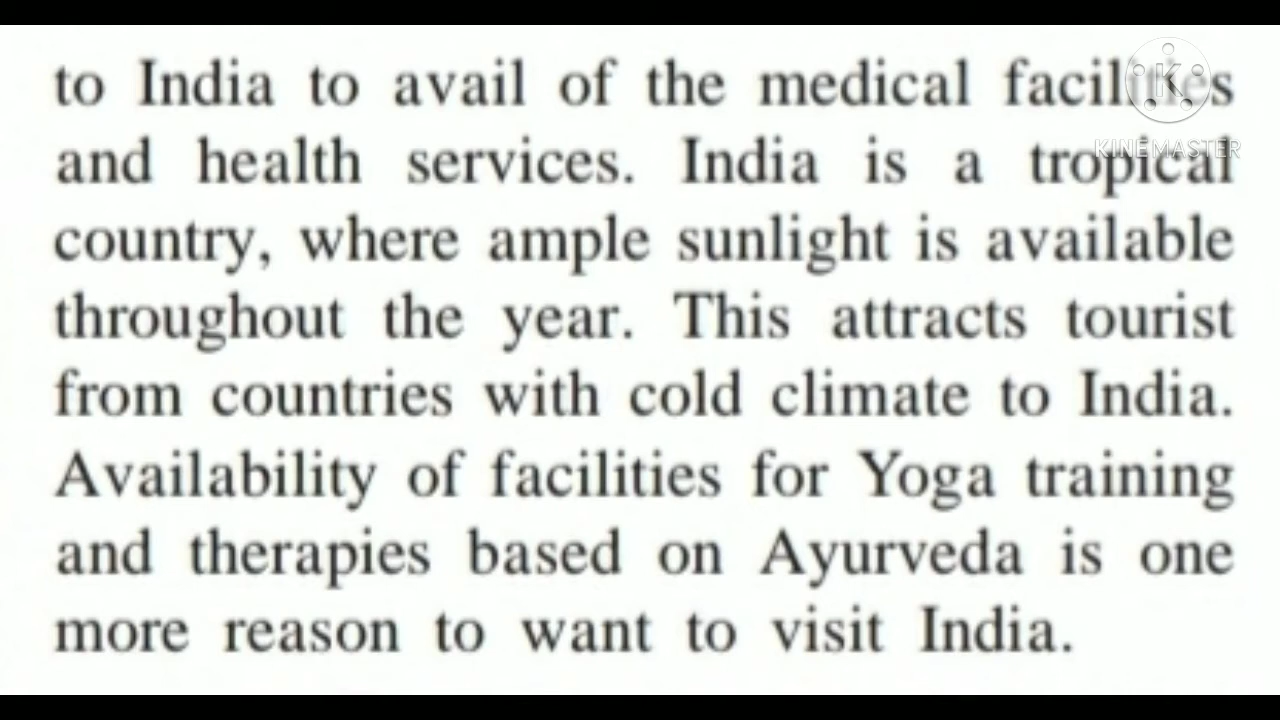 to India to avail of the medical facilities
and health services. India is a tropical
country, where ample sunlight is available
throughout the year. This attracts tourist
from countries with cold climate to India.
Availability of facilities for Yoga training
and therapies based on Ayurveda is one
more reason to want to visit India.
K
KINEMASTER